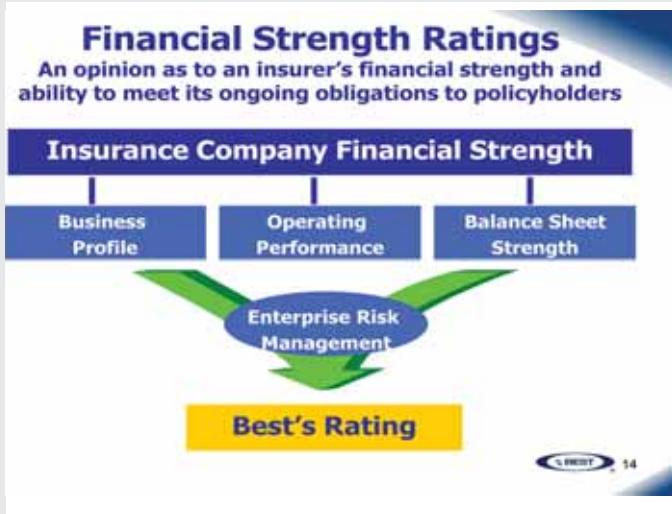 Financial Strength Ratings
An opinion as to an insurer's financial strength and
ability to meet its ongoing obligations to policyholders
Insurance Company Financial Strength
Business
Profile
Operating
Performance
Balance Sheet
Strength
Enterprise Risk
Management
Best's Rating
BEST
14